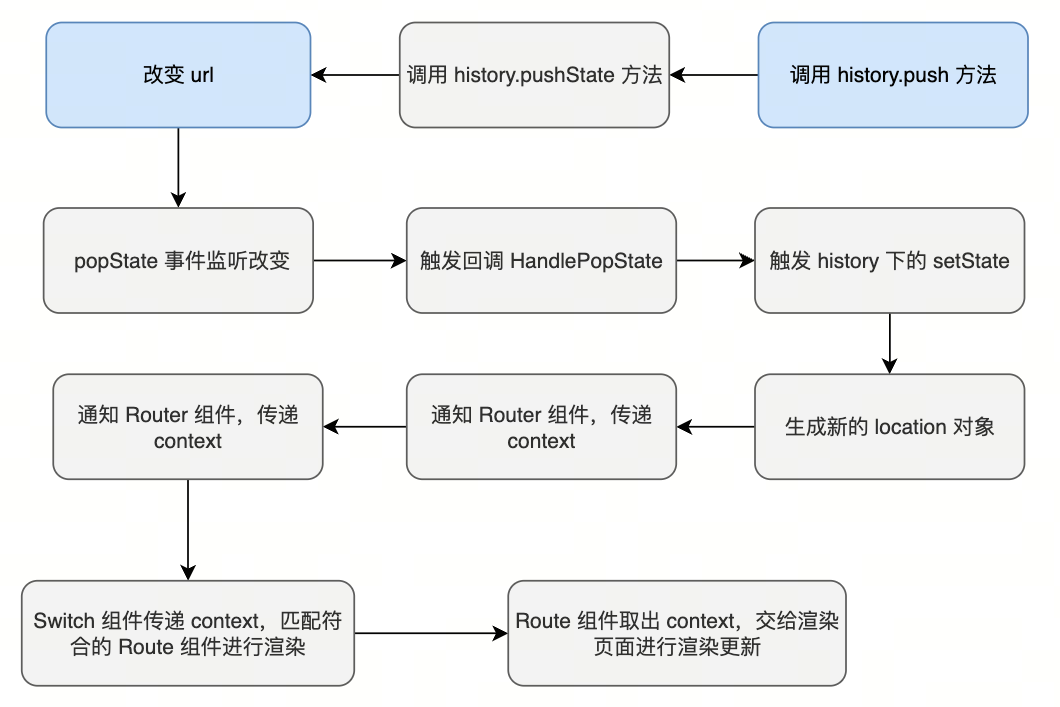 改变 url
调用 history.pushState 方法
调用 history.push 方法
popState 事件监听改变
触发回调 HandlePopState
触发 history 下的 setState
通知 Router 组件，传递
context
通知 Router 组件，传递
context
生成新的 location 对象
Switch 组件传递 context，匹配符
合的 Route 组件进行渲染
Route 组件取出 context，交给渲染
页面进行渲染更新